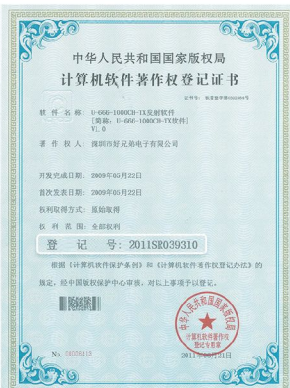 中华人民共和国国家版权局
计算机软件著作权登记证书
软件名称: U-666-1000CH-TX发射软件
[简称: U-666-1000CH-TX软件]
V1.0
著作权人: 深圳市好兄弟电子有限公司
开发完成日期: 2009年05月22日
首次发表日期: 2009年05月22日
权利取得方式: 原始取得
权利范围: 全部权利
登记号: 2011SR039310
根据《计算机软件保护条例》和《计算机软件著作权登记办法》的
规定，经中国版权保护中心审核，对以上事项予以登记。
中华人民共和国国家版权局
计算机软件著作权
登记专用章
No.